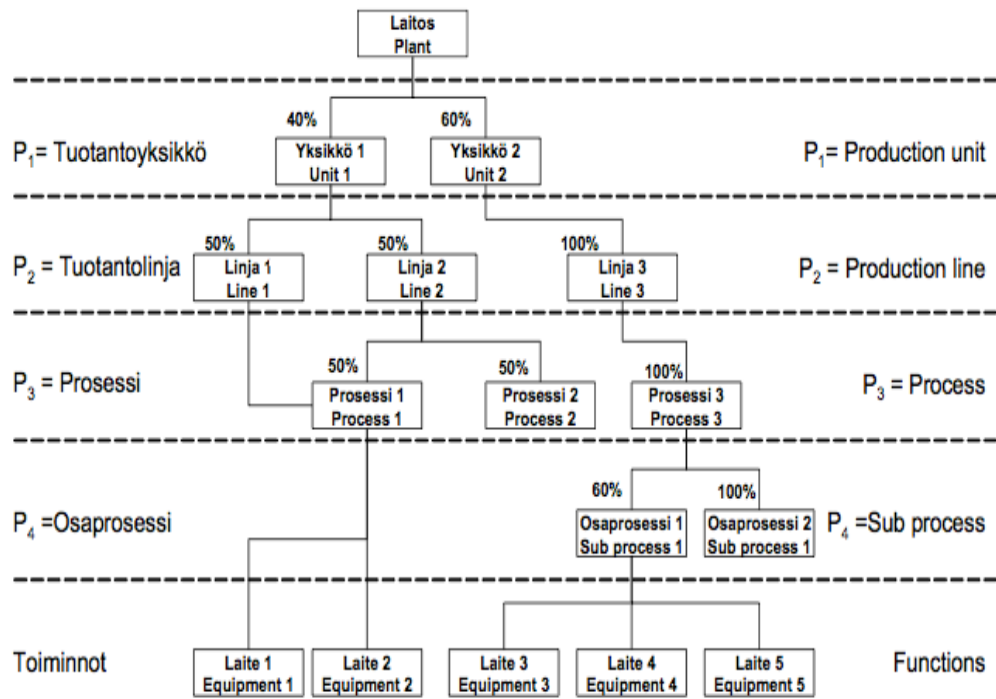 Laitos
Plant
40%
60%
P₁= Tuotantoyksikkö
Yksikkö 1
Unit 1
Yksikkö 2
Unit 2
P₁= Production unit
50%
50%
100%
P₂ = Tuotantolinja
Linja 1
Line 1
Linja 2
Line 2
Linja 3
Line 3
P₂ = Production line
50%
50%
100%
P₃ = Prosessi
Prosessi 1
Process 1
Prosessi 2
Process 2
Prosessi 3
Process 3
P₃ = Process
60%
100%
P₄ =Osaprosessi
Osaprosessi 1
Sub process 1
Osaprosessi 2
Sub process 1
P₄ =Sub process
Toiminnot
Laite 1
Equipment 1
Laite 2
Equipment 2
Laite 3
Equipment 3
Laite 4
Equipment 4
Laite 5
Equipment 5
Functions